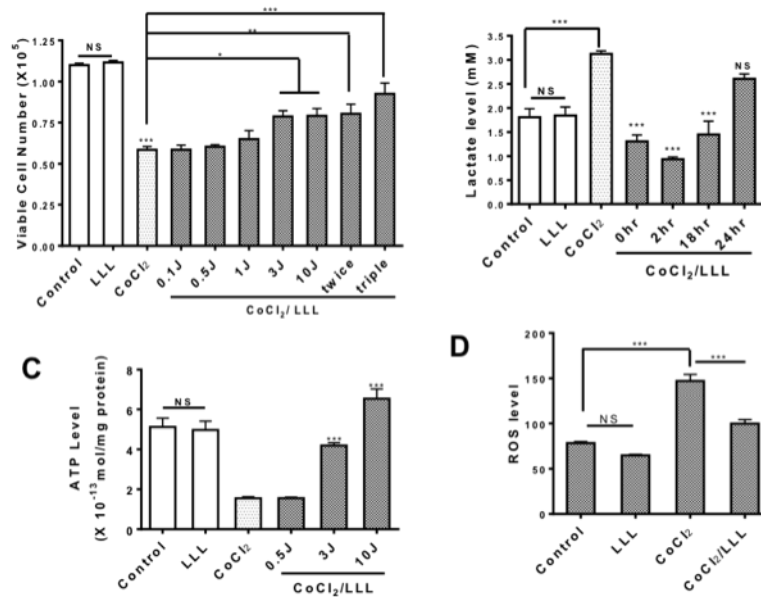 Viable Cell Number (X10⁵)
1.25
1.00
0.75
0.50
0.25
0.00
NS
***
*
**
***
Control
LLL
CoCl₂
0.1J
0.5J
1J
3J
10J
twice
triple
CoCl₂/LLL
Lactate level (mM)
3.5
3.0
2.5
2.0
1.5
1.0
0.5
0.0
***
NS
***
***
***
NS
Control
LLL
CoCl₂
0hr
2hr
18hr
24hr
CoCl₂/LLL
C
ATP Level
(X 10⁻¹³ mol/mg protein)
8
6
4
2
0
NS
***
***
Control
LLL
CoCl₂
0.5J
3J
10J
CoCl₂/LLL
D
ROS level
200
150
100
50
0
***
NS
***
Control
LLL
CoCl₂
CoCl₂/LLL